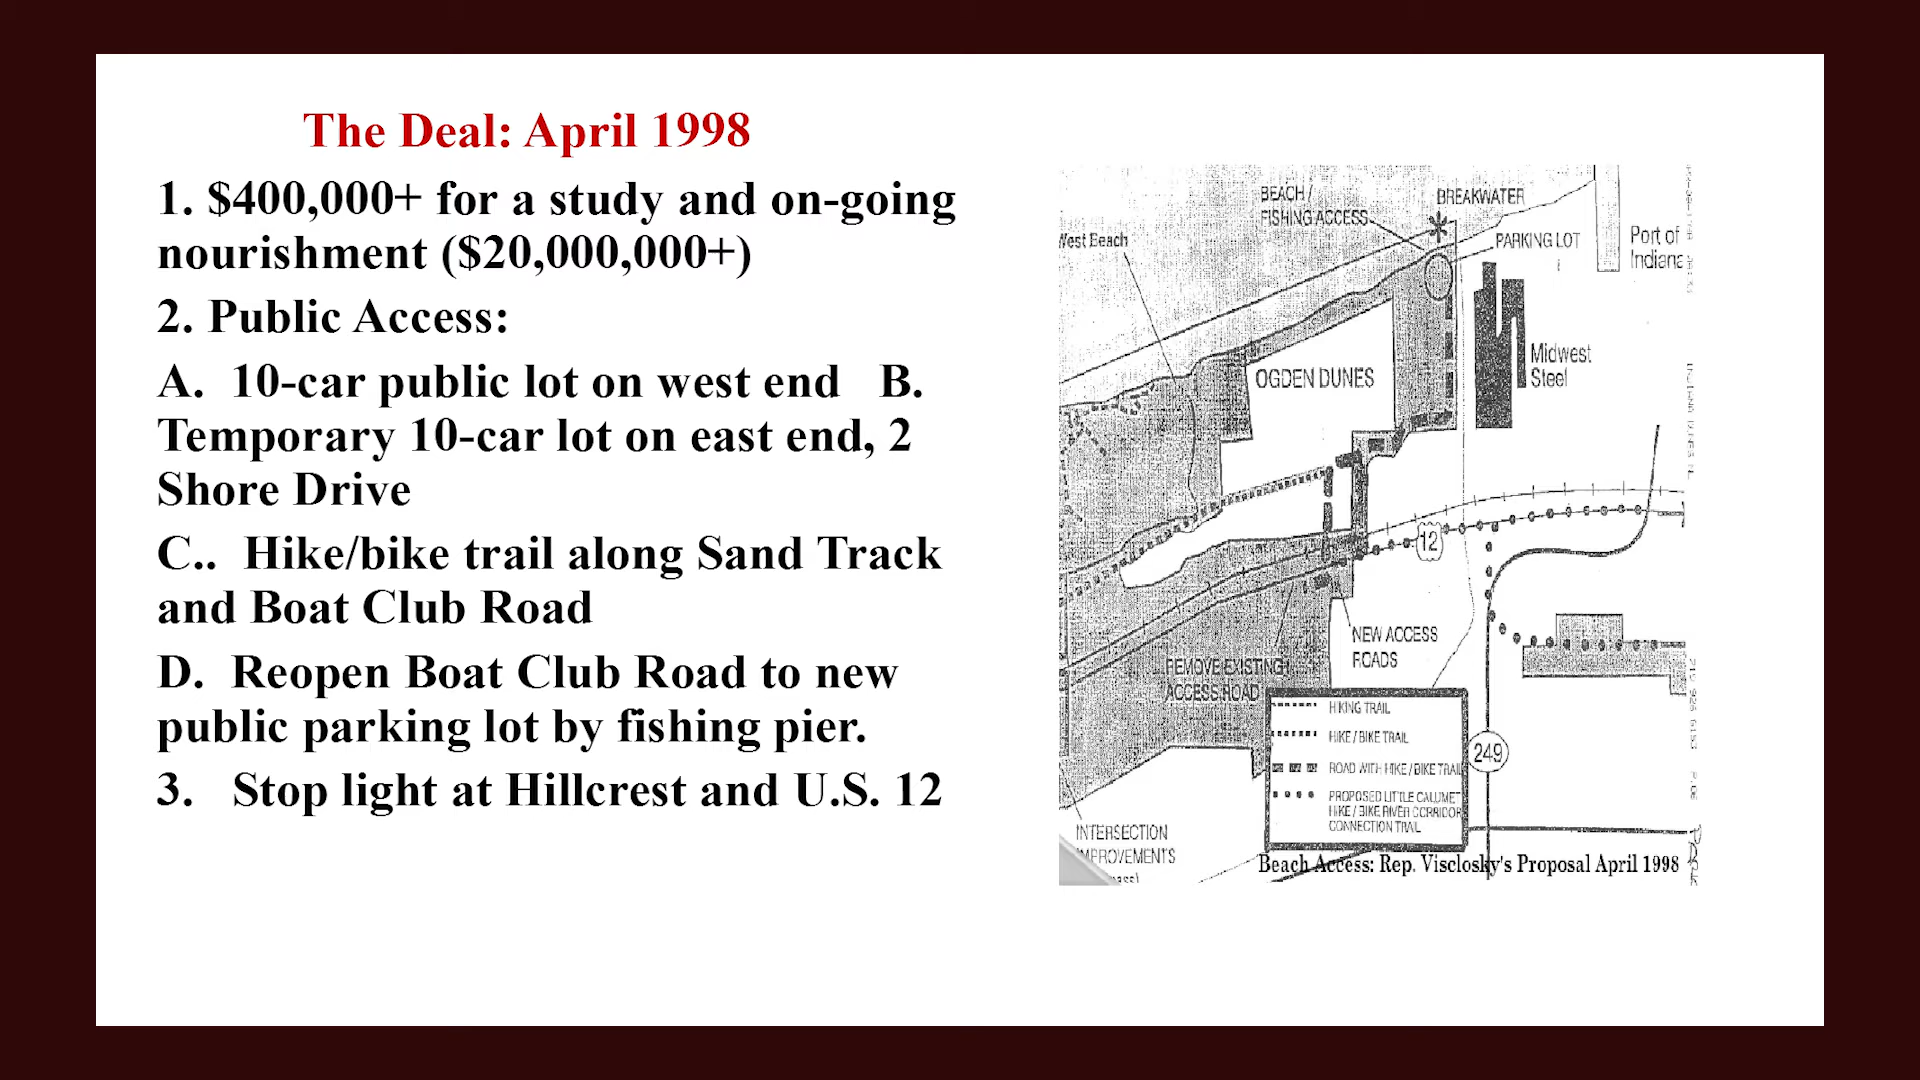 The Deal: April 1998
1. $400,000+ for a study and on-going
nourishment ($20,000,000+)
2. Public Access:
A. 10-car public lot on west end B.
Temporary 10-car lot on east end, 2
Shore Drive
C.. Hike/bike trail along Sand Track
and Boat Club Road
D. Reopen Boat Club Road to new
public parking lot by fishing pier.
3. Stop light at Hillcrest and U.S. 12
BEACH /
FISHING ACCESS
BREAKWATER
West Beach
PARKING LOT
Port of
Indiana
OGDEN DUNES
Midwest
Steel
12
NEW ACCESS
ROADS
REMOVE EXISTING
ACCESS ROAD
HIKING TRAIL
HIKE / BIKE TRAIL
ROAD WITH HIKE / BIKE TRAIL
PROPOSED LITTLE CALUMET
HIKE / BIKE RIVER CORRIDOR
CONNECTION TRAIL
249
INTERSECTION
IMPROVEMENTS
Beach Access: Rep. Visclosky's Proposal April 1998